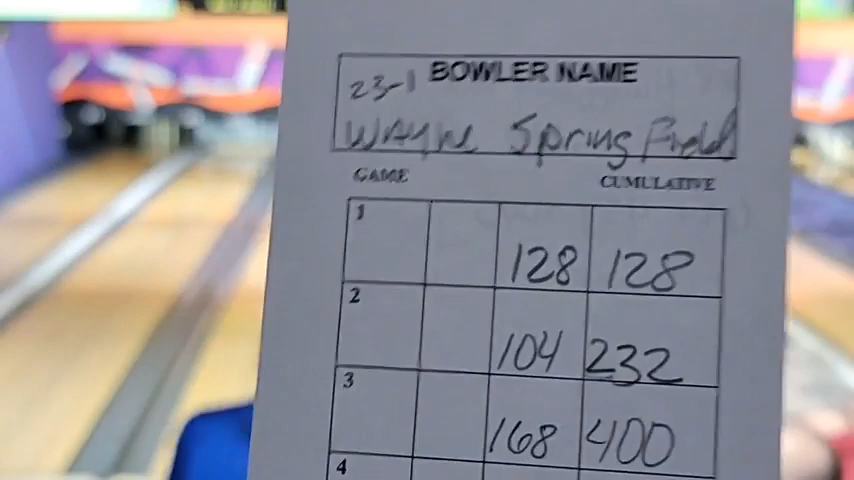 BOWLER NAME
23-1
Wayne Springfield
GAME CUMULATIVE
1 128 128
2 104 232
3 168 400
4